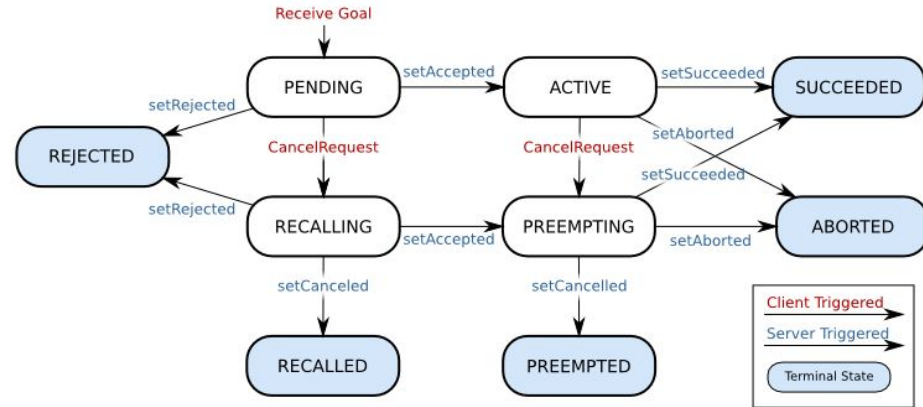 Receive Goal
PENDING
setAccepted
ACTIVE
setSucceeded
SUCCEEDED
setRejected
setAborted
REJECTED
CancelRequest
CancelRequest
setSucceeded
setRejected
RECALLING
setAccepted
PREEMPTING
setAborted
ABORTED
setCanceled
setCancelled
RECALLED
PREEMPTED
Client Triggered
Server Triggered
Terminal State